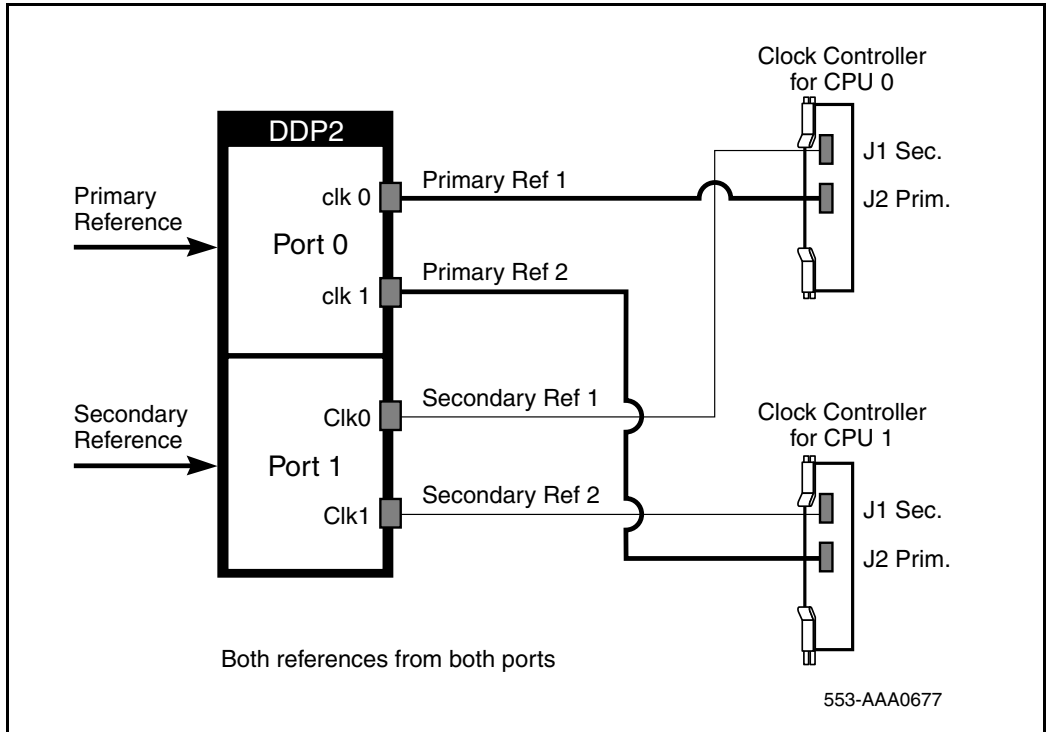 Clock Controller
for CPU 0
DDP2
J1 Sec.
Primary
Reference
clk 0
Primary Ref 1
J2 Prim.
Port 0
clk 1
Primary Ref 2
Secondary
Reference
Clk0
Secondary Ref 1
Clock Controller
for CPU 1
Port 1
Clk1
Secondary Ref 2
J1 Sec.
J2 Prim.
Both references from both ports
553-AAA0677